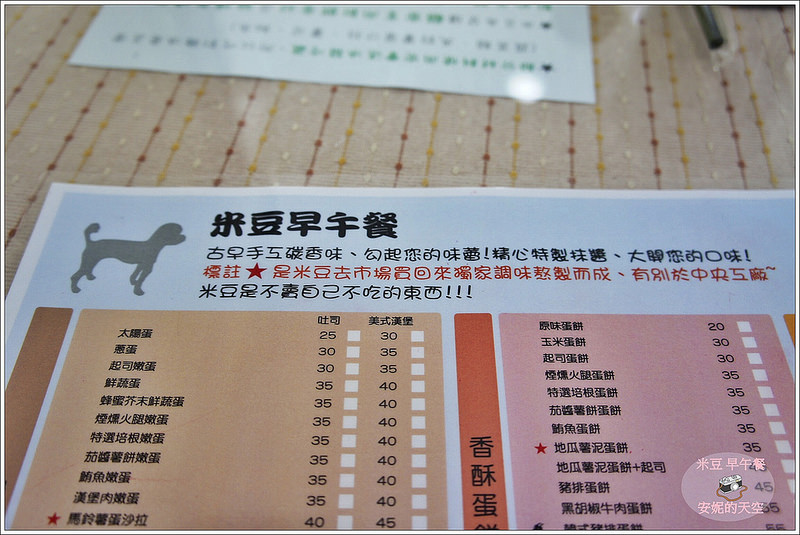 米豆早午餐
古早手工碳香味、勾起您的味蕾!精心特製抹醬、大開您的口味!
標註★是米豆去市場買回來獨家調味熬製而成、有別於中央工廠~
米豆是不賣自己不吃的東西!!!
吐司 美式漢堡
太陽蛋 25 30
蔥蛋 30 35
起司嫩蛋 30 35
鮮蔬蛋 35 40
蜂蜜芥末鮮蔬蛋 35 40
煙燻火腿嫩蛋 35 40
特選培根嫩蛋 35 40
茄醬薯餅嫩蛋 35 40
鮪魚嫩蛋 35 40
漢堡肉嫩蛋 35 40
★馬鈴薯蛋沙拉 40 45
香酥蛋餅
原味蛋餅 20
玉米蛋餅 30
起司蛋餅 30
煙燻火腿蛋餅 35
特選培根蛋餅 35
茄醬薯餅蛋餅 35
鮪魚蛋餅 35
★地瓜薯泥蛋餅 35
地瓜薯泥蛋餅+起司
豬排蛋餅 45
黑胡椒牛肉蛋餅
韓式豬排蛋餅
米豆 早午餐
安妮的天空